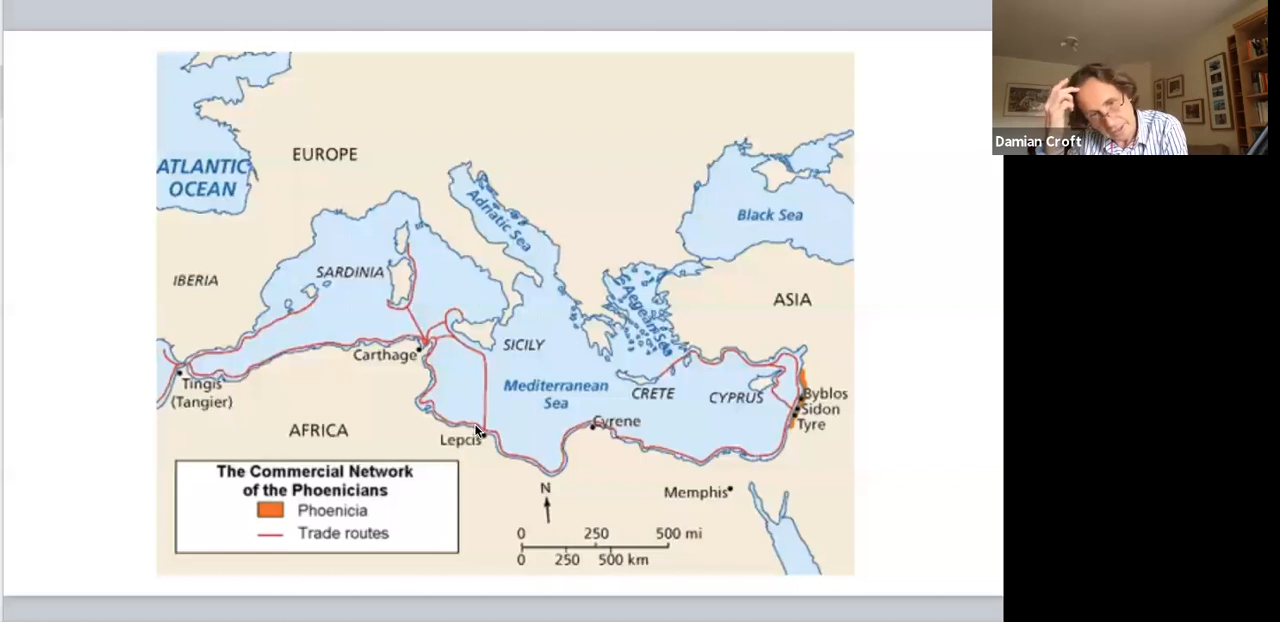 Damian Croft
EUROPE
ATLANTIC
OCEAN
Adriatic Sea
Black Sea
IBERIA
SARDINIA
ASIA
Aegean Sea
SICILY
Carthage
Mediterranean
Sea
CRETE
CYPRUS
Tingis
(Tangier)
Byblos
Sidon
Tyre
AFRICA
Lepcis
Cyrene
The Commercial Network
of the Phoenicians
Phoenicia
Trade routes
N
Memphis
0 250 500 mi
0 250 500 km